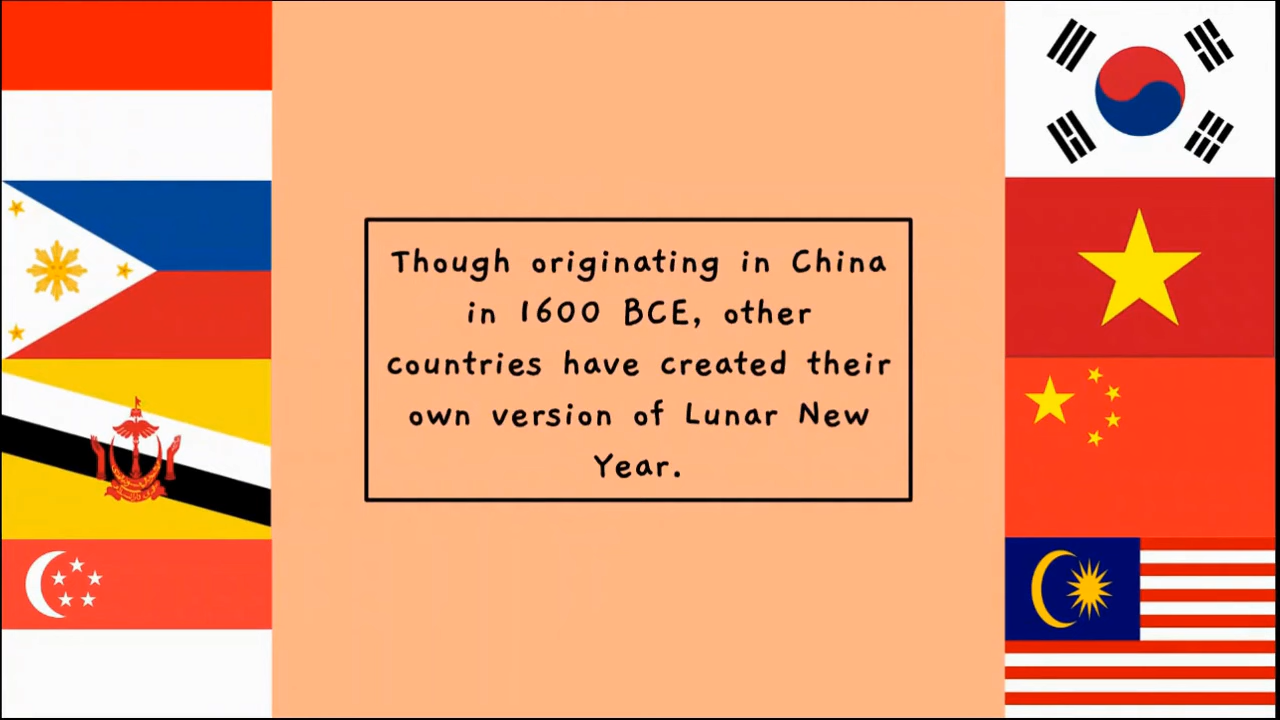 Though originating in China
in 1600 BCE, other
countries have created their
own version of Lunar New
Year.